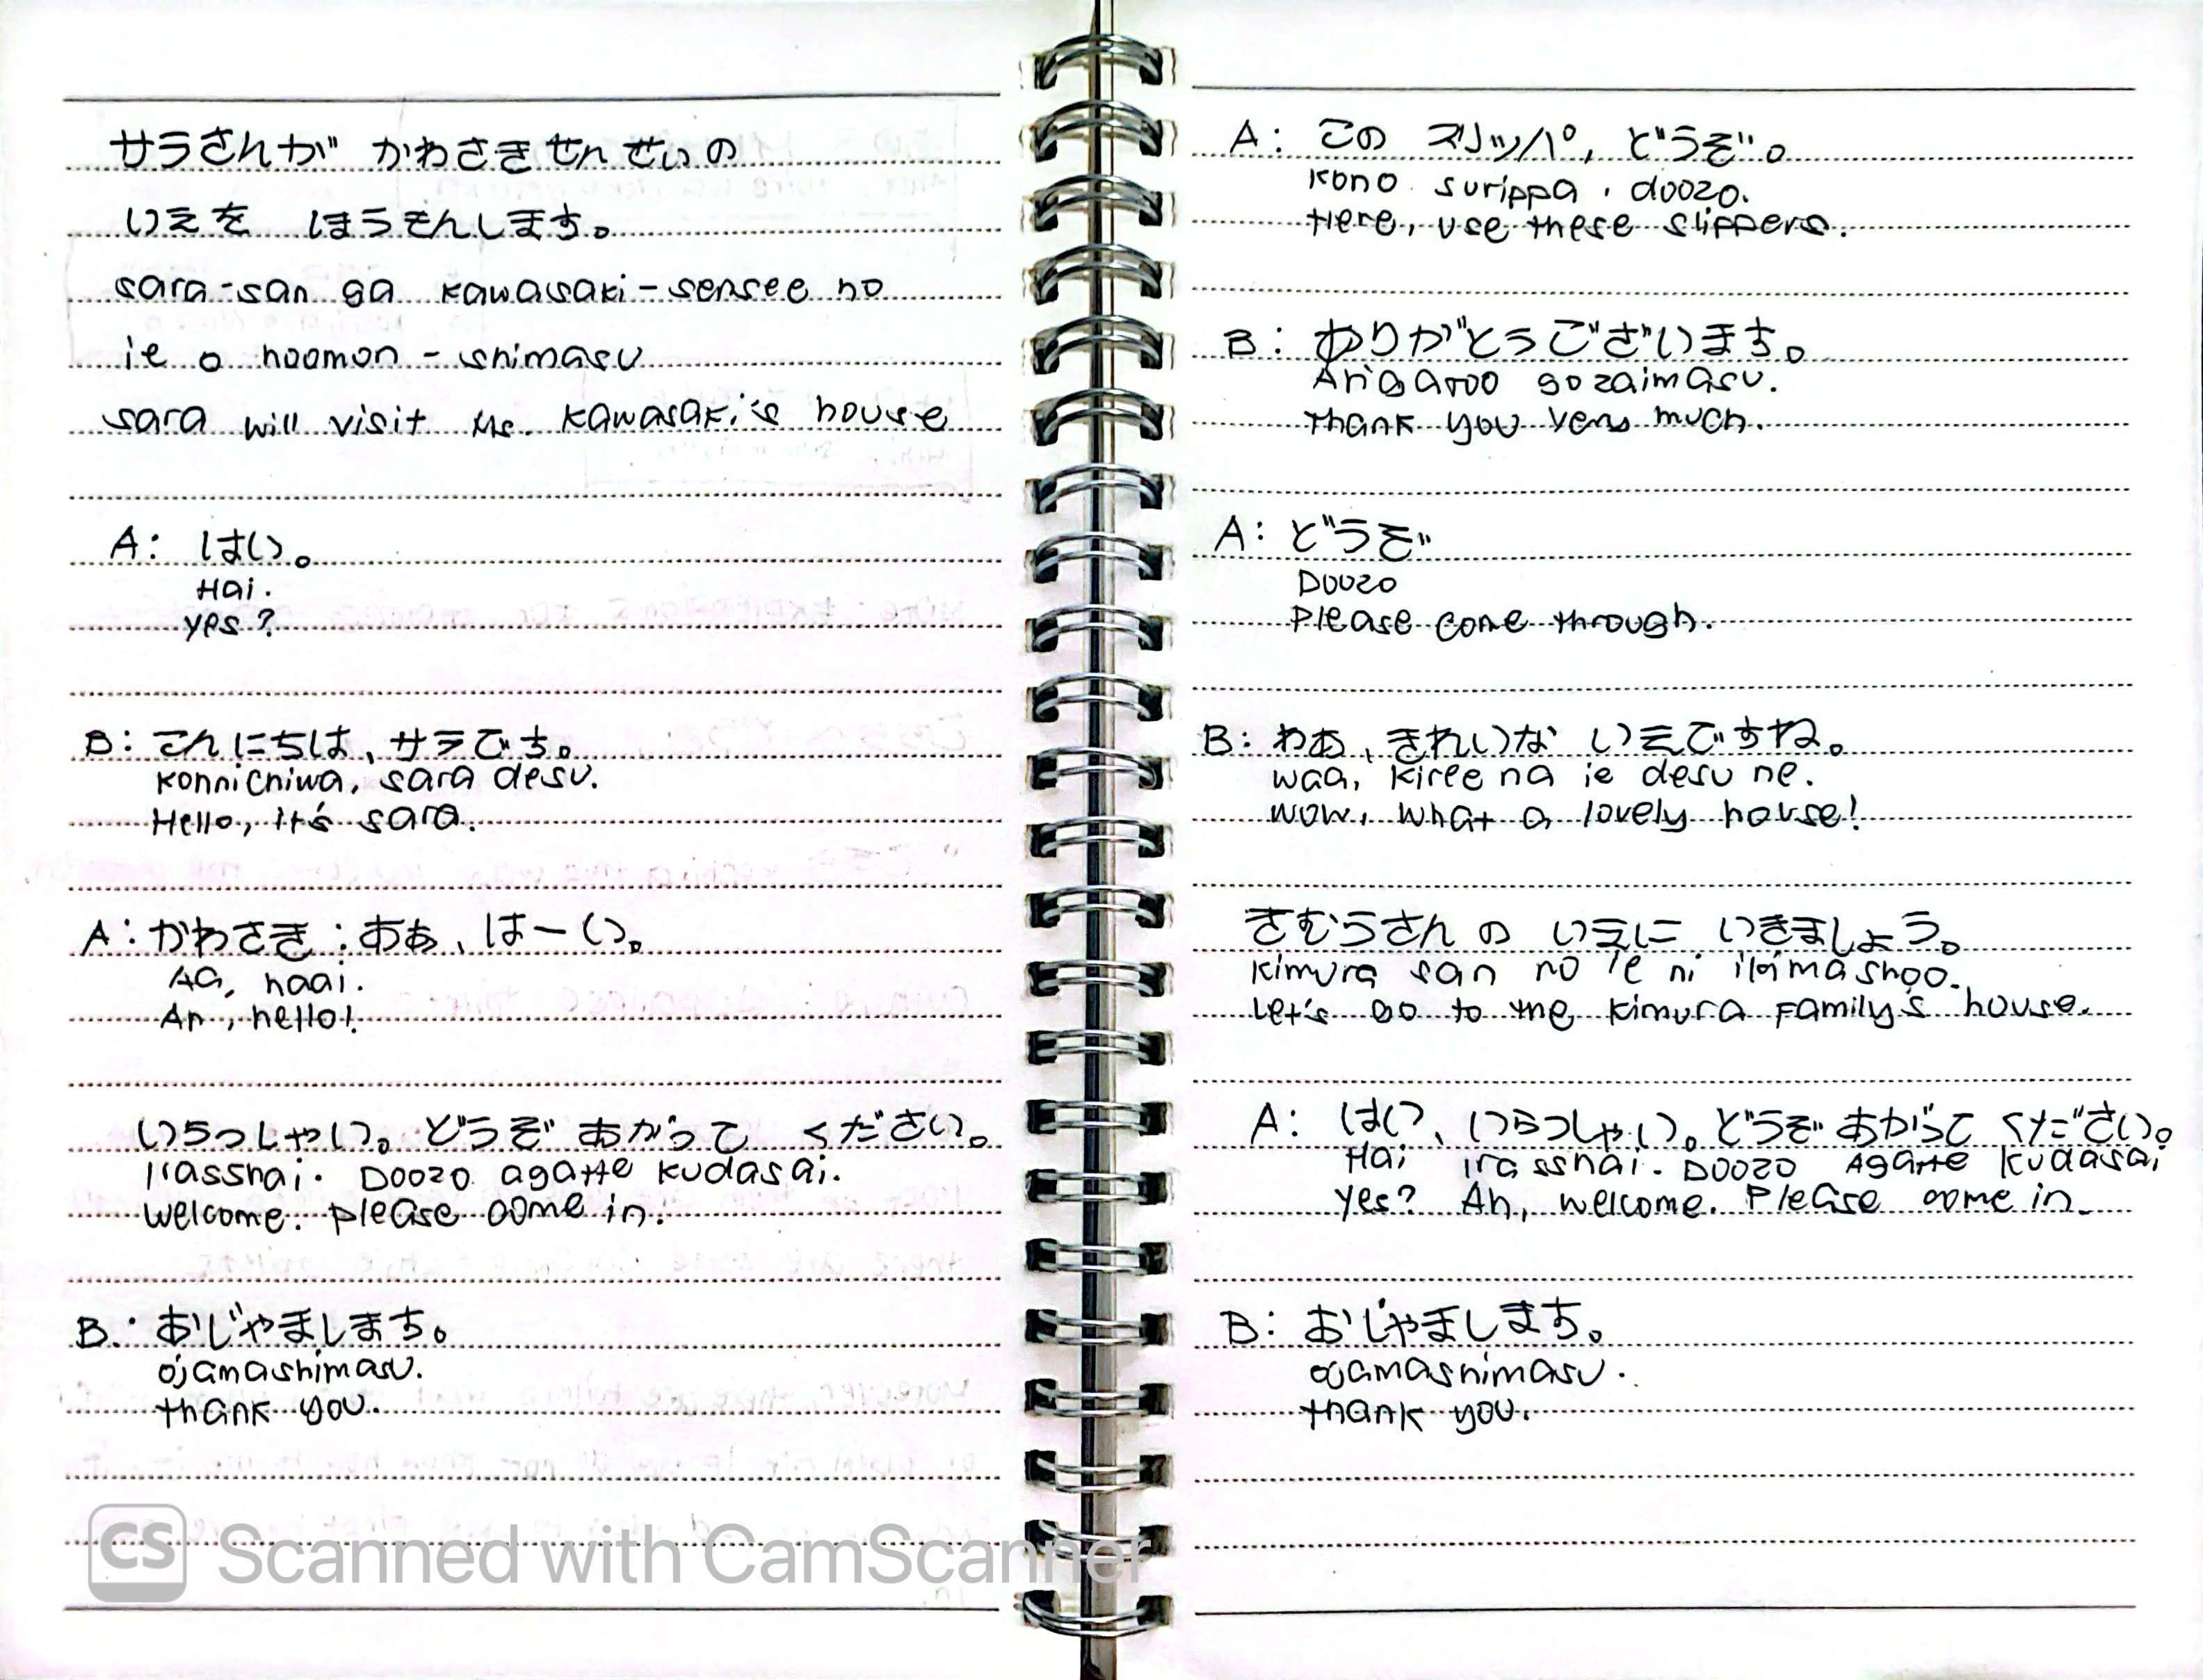 サラさんが かわさきせんせいの
いえを ほうもんします。
sara-san ga kawasaki-sensee no
ie o hoomon-shimasu
sara will visit Ms. Kawasaki's house
A: はい。
Hai.
yes?
B: こんにちは、サラです。
Konnichiwa, sara desu.
Hello, it's sara.
A: かわさき:ああ、はーい。
AG, haai.
Ah, hello!
いらっしゃい。どうぞ あがって ください。
Irasshai. Doozo agatte kudasai.
welcome. please come in.
B: おじゃまします。
ojamashimasu.
thank you.
A: この スリッパ, どうぞ。
kono surippa, doozo.
Here, use these slippers.
B: ありがとうございます。
Arigatoo gozaimasu.
thank you very much.
A: どうぞ
Doozo
Please come through.
B: わあ、きれいな いえですね。
waa, kiree na ie desu ne.
wow, what a lovely house!
きむらさん の いえに いきましょう。
Kimura san no ie ni ikimashoo.
Let's go to the Kimura family's house.
A: はい、いらっしゃい。どうぞ あがって ください。
Hai irasshai. Doozo Agatte kudasai
yes? Ah, welcome. Please come in.
B: おじゃまします。
ojamashimasu.
thank you.
CS Scanned with CamScanner